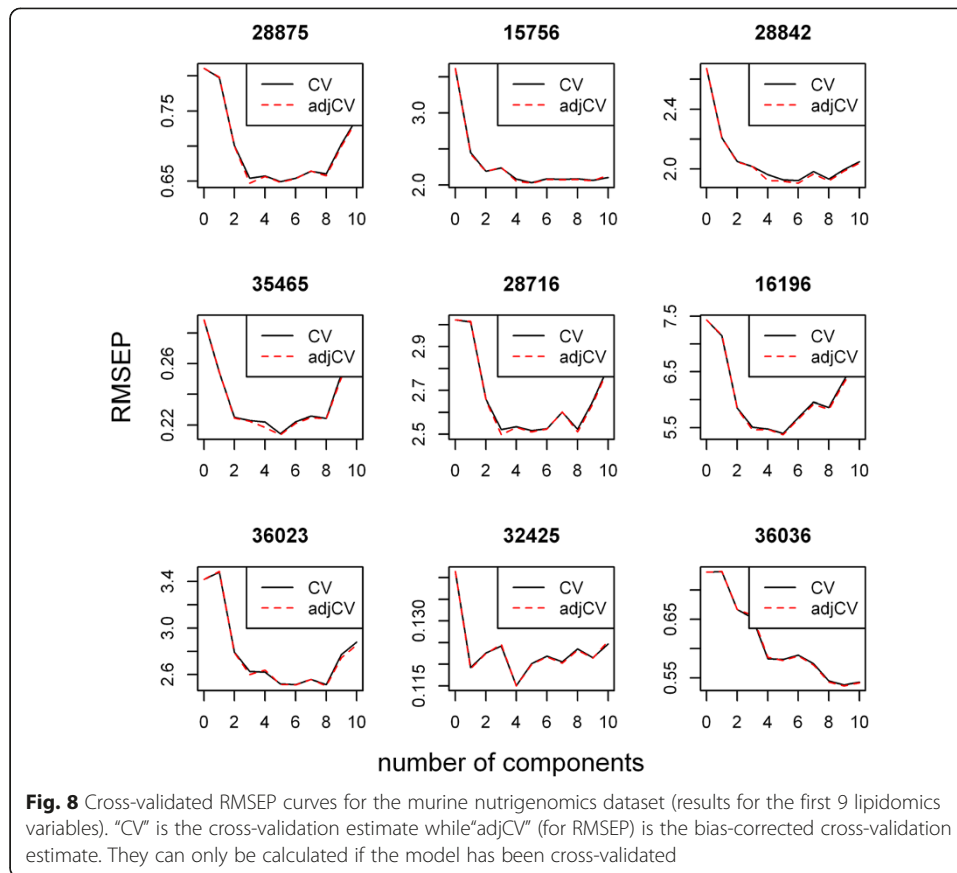 28875 15756 28842
CV CV CV
adjCV adjCV adjCV
0.65 0.75 2.0 3.0 2.0 2.4
0 2 4 6 8 10 0 2 4 6 8 10 0 2 4 6 8 10
35465 28716 16196
CV CV CV
adjCV adjCV adjCV
0.22 0.26 2.5 2.7 2.9 5.5 6.5 7.5
RMSEP
0 2 4 6 8 10 0 2 4 6 8 10 0 2 4 6 8 10
36023 32425 36036
CV CV CV
adjCV adjCV adjCV
2.6 3.0 3.4 0.115 0.130 0.55 0.65
0 2 4 6 8 10 0 2 4 6 8 10 0 2 4 6 8 10
number of components
Fig. 8 Cross-validated RMSEP curves for the murine nutrigenomics dataset (results for the first 9 lipidomics
variables). “CV” is the cross-validation estimate while“adjCV” (for RMSEP) is the bias-corrected cross-validation
estimate. They can only be calculated if the model has been cross-validated